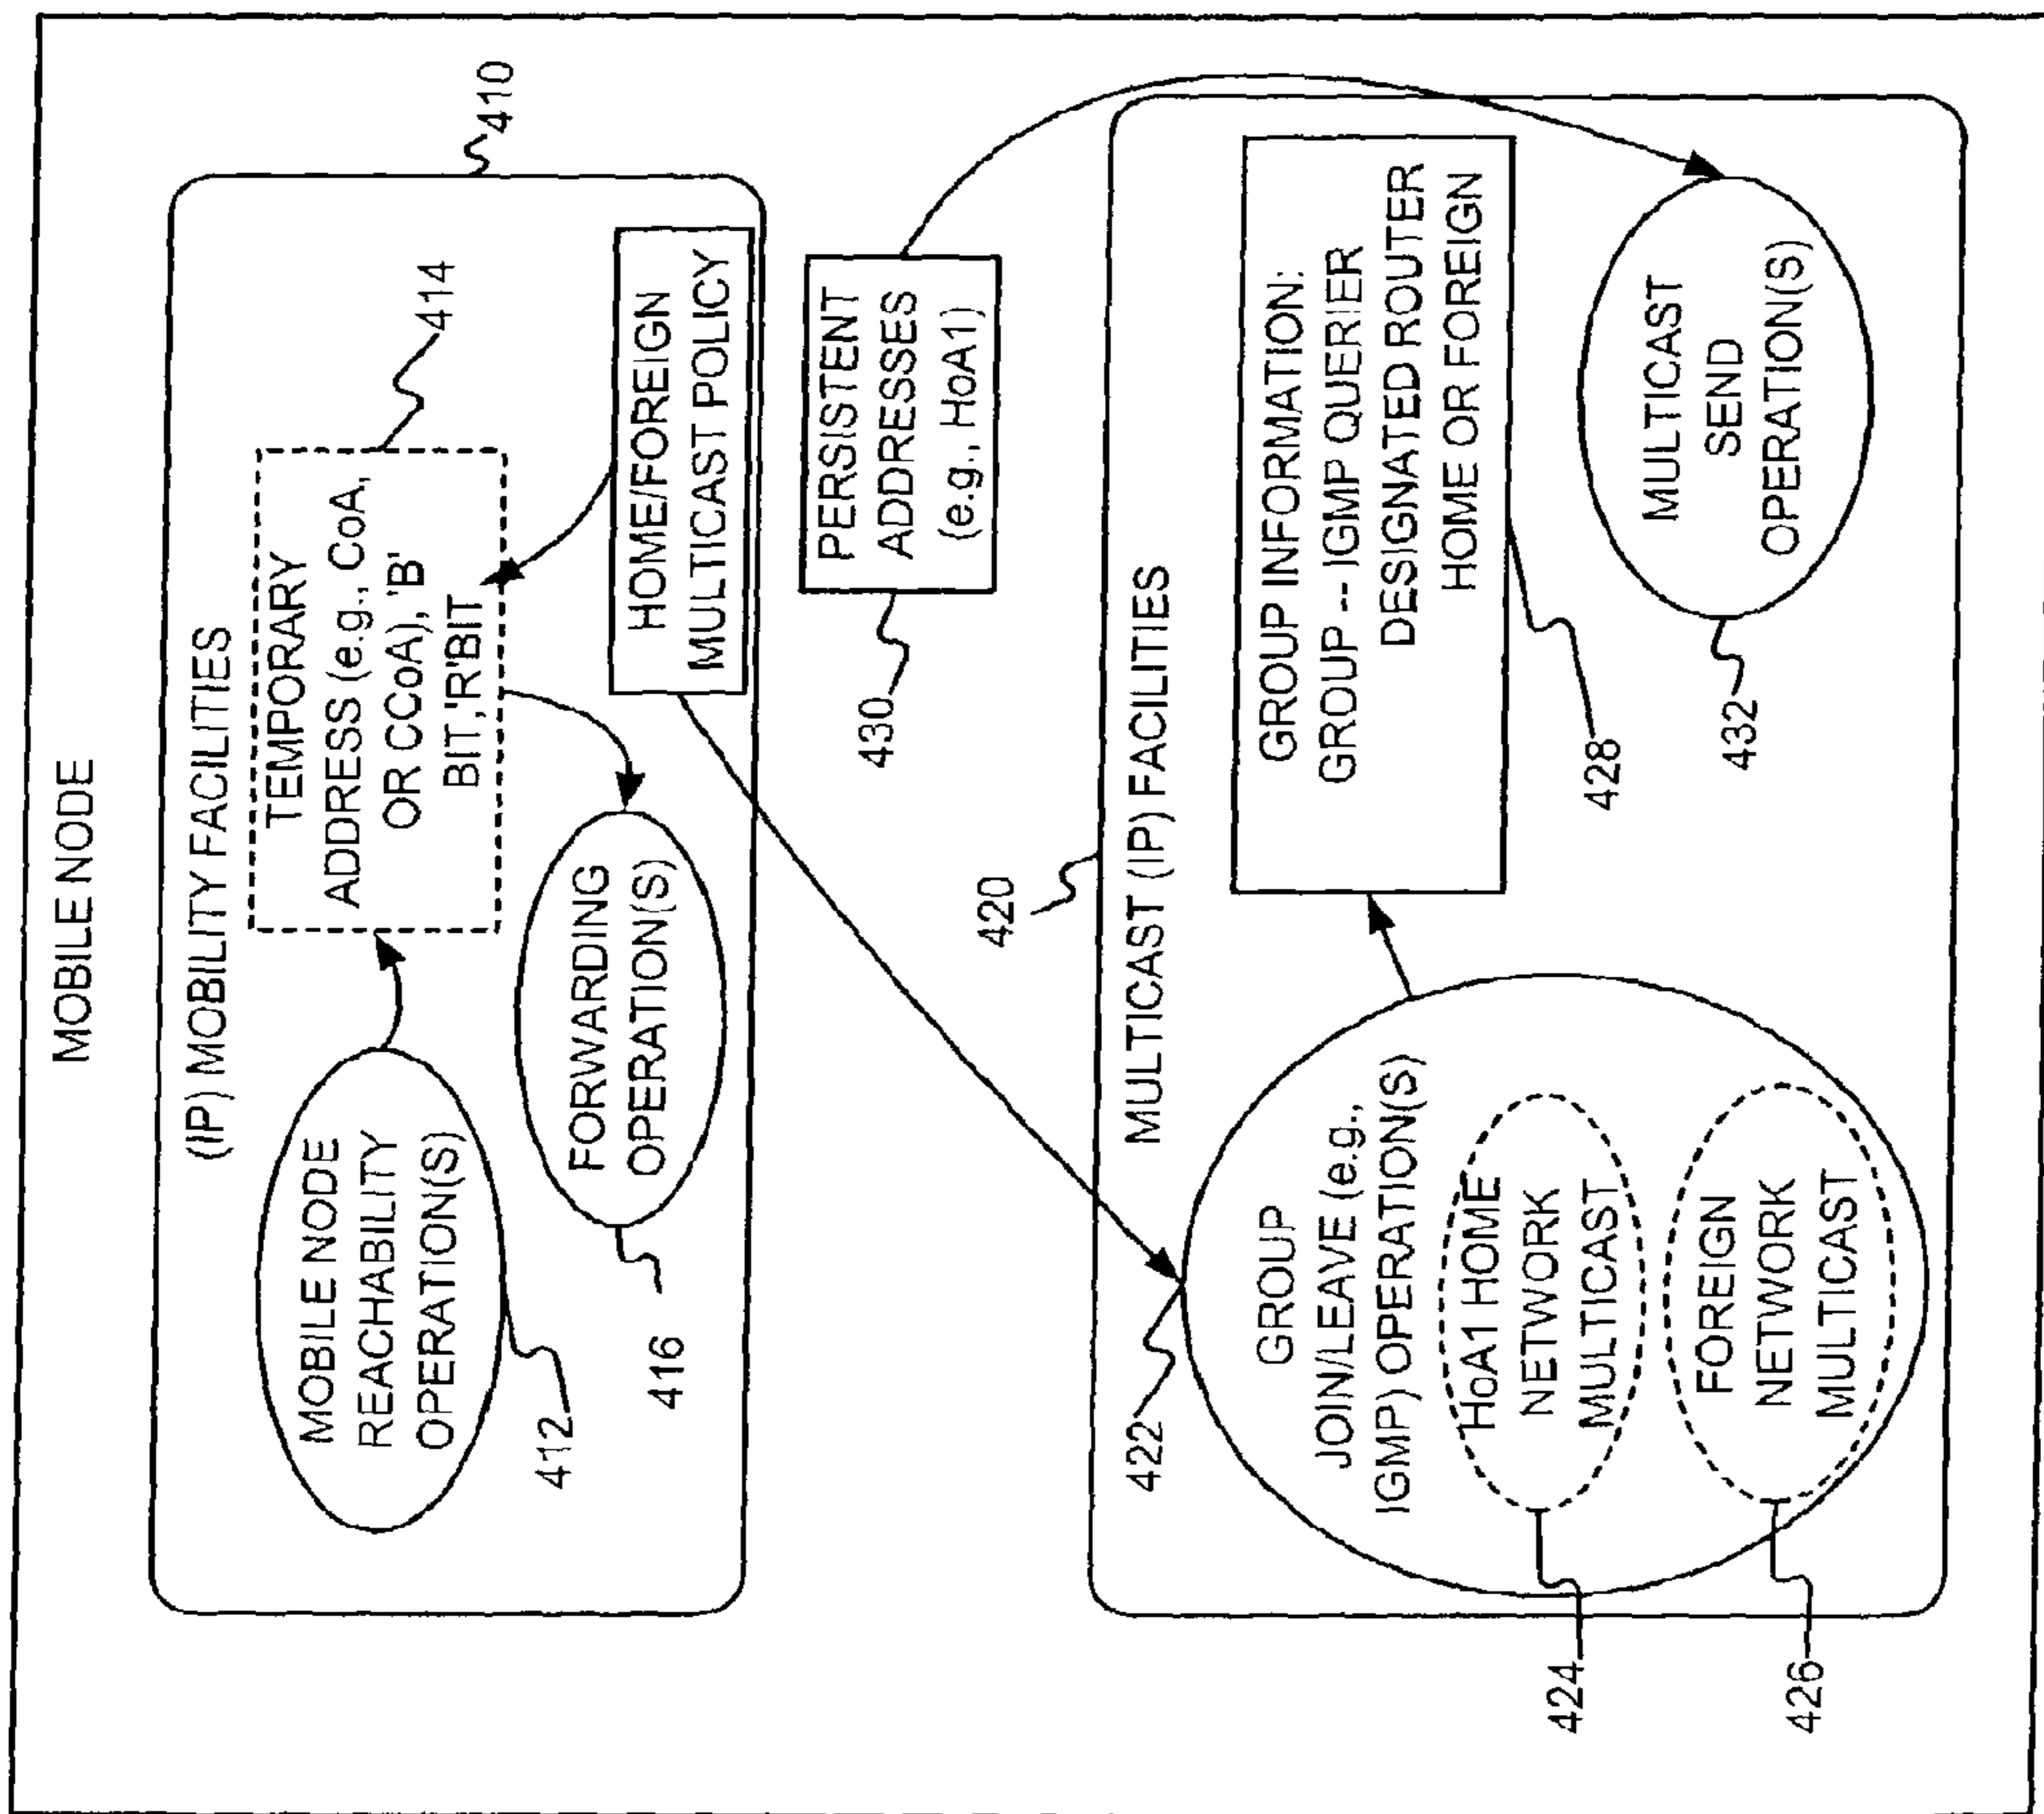 MOBILE NODE
(IP) MOBILITY FACILITIES
410
MOBILE NODE
REACHABILITY
OPERATION(S)
412
TEMPORARY
ADDRESS (e.g., CoA,
OR CCoA), 'B'
BIT,'R'BIT
414
FORWARDING
OPERATION(S)
416
HOME/FOREIGN
MULTICAST POLICY
PERSISTENT
ADDRESSES
(e.g., HoA1)
430
420
MULTICAST (IP) FACILITIES
422
GROUP
JOIN/LEAVE (e.g.,
IGMP) OPERATION(S)
HoA1 HOME
NETWORK
MULTICAST
424
FOREIGN
NETWORK
MULTICAST
426
GROUP INFORMATION:
GROUP -- IGMP QUERIER
DESIGNATED ROUTER
HOME OR FOREIGN
428
MULTICAST
SEND
OPERATION(S)
432